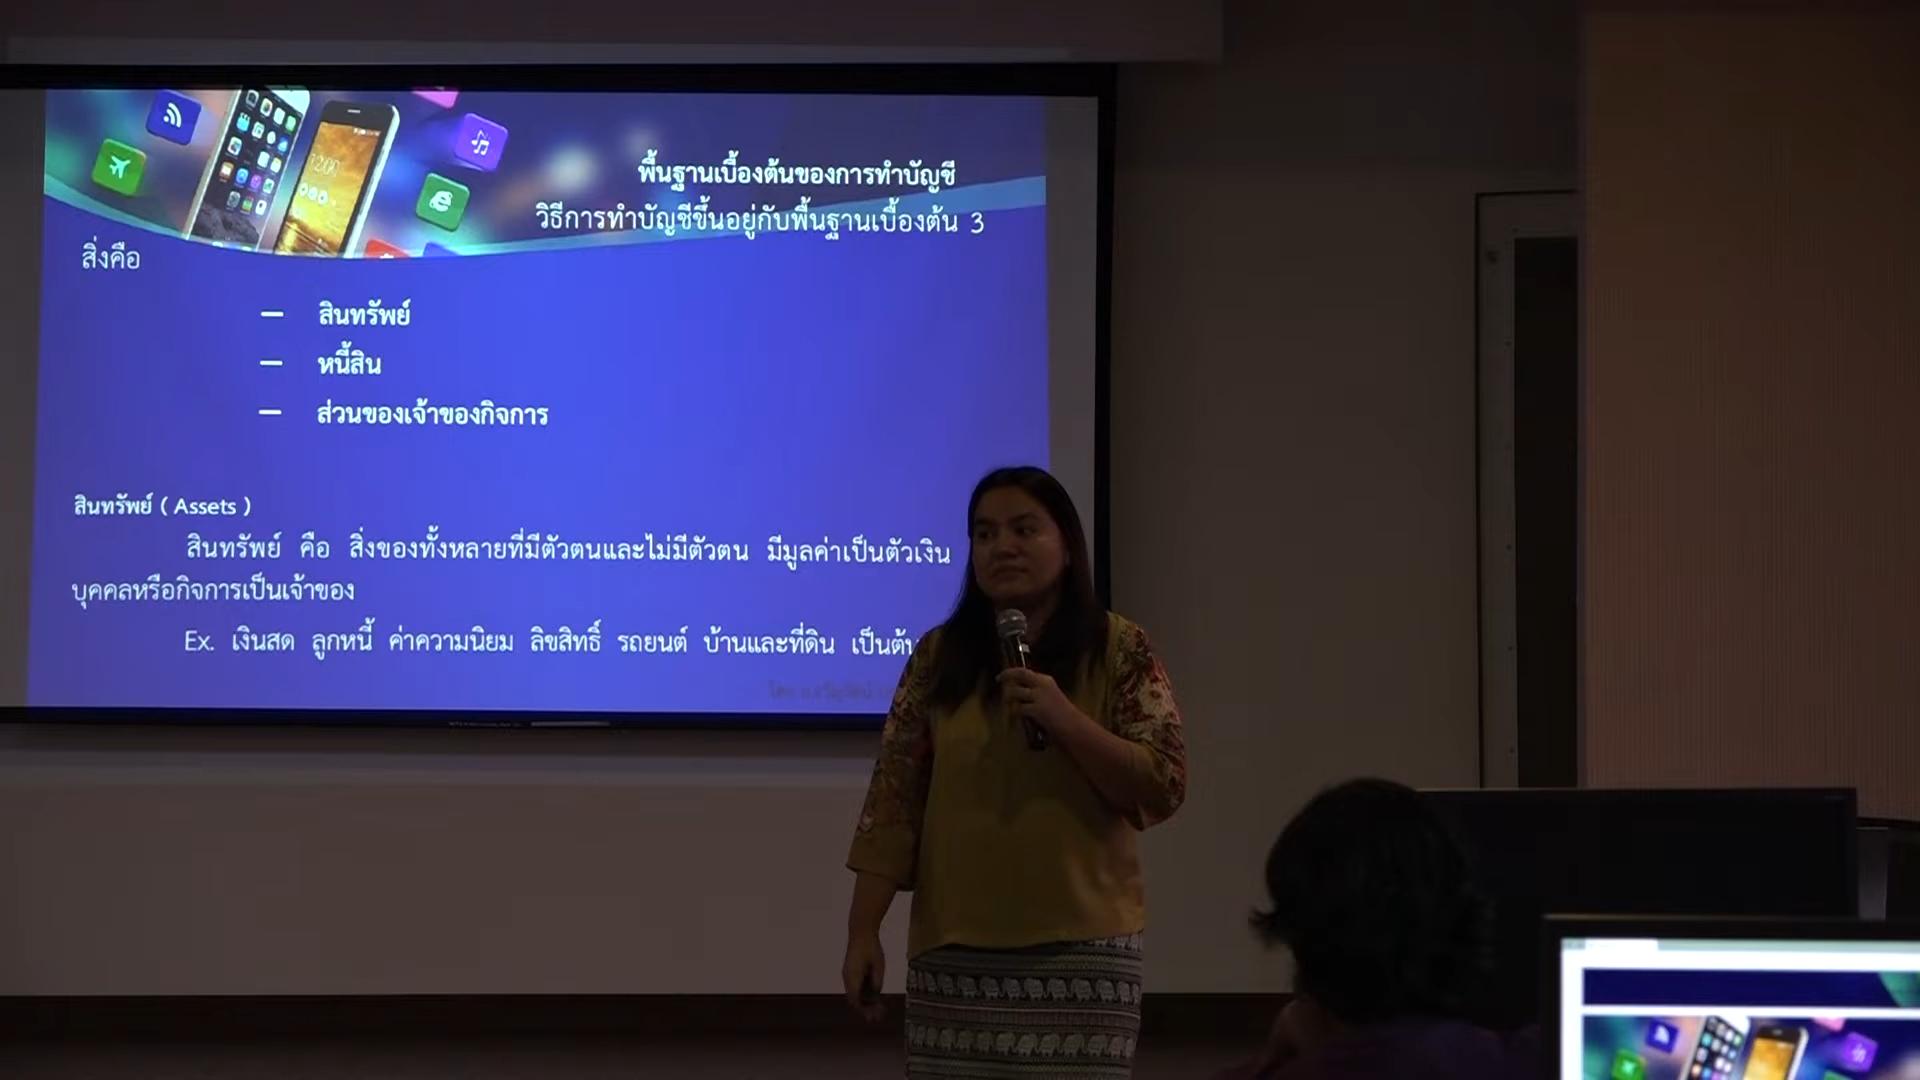 พื้นฐานเบื้องต้นของการทำบัญชี
วิธีการทำบัญชีขึ้นอยู่กับพื้นฐานเบื้องต้น 3
สิ่งคือ
— สินทรัพย์
— หนี้สิน
— ส่วนของเจ้าของกิจการ
สินทรัพย์ ( Assets )
สินทรัพย์ คือ สิ่งของทั้งหลายที่มีตัวตนและไม่มีตัวตน มีมูลค่าเป็นตัวเงิน
บุคคลหรือกิจการเป็นเจ้าของ
Ex. เงินสด ลูกหนี้ ค่าความนิยม ลิขสิทธิ์ รถยนต์ บ้านและที่ดิน เป็นต้น
12:00